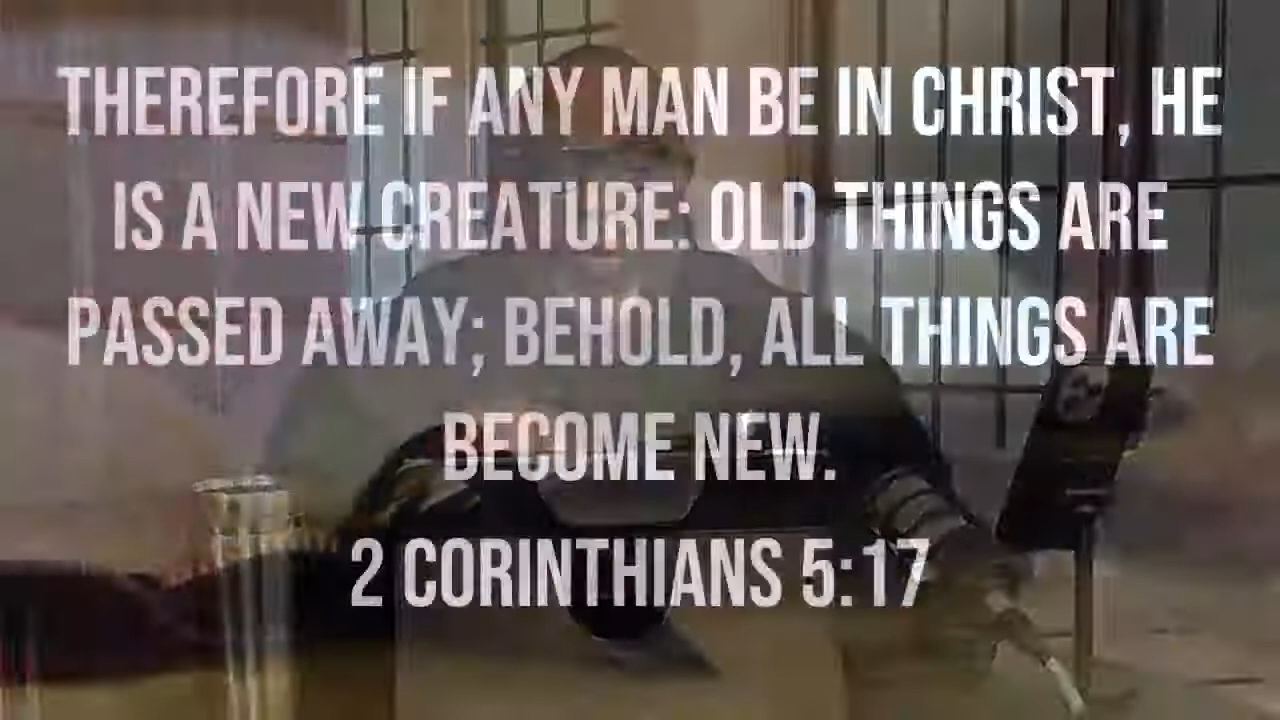 THEREFORE IF ANY MAN BE IN CHRIST, HE
IS A NEW CREATURE: OLD THINGS ARE
PASSED AWAY; BEHOLD, ALL THINGS ARE
BECOME NEW.
2 CORINTHIANS 5:17